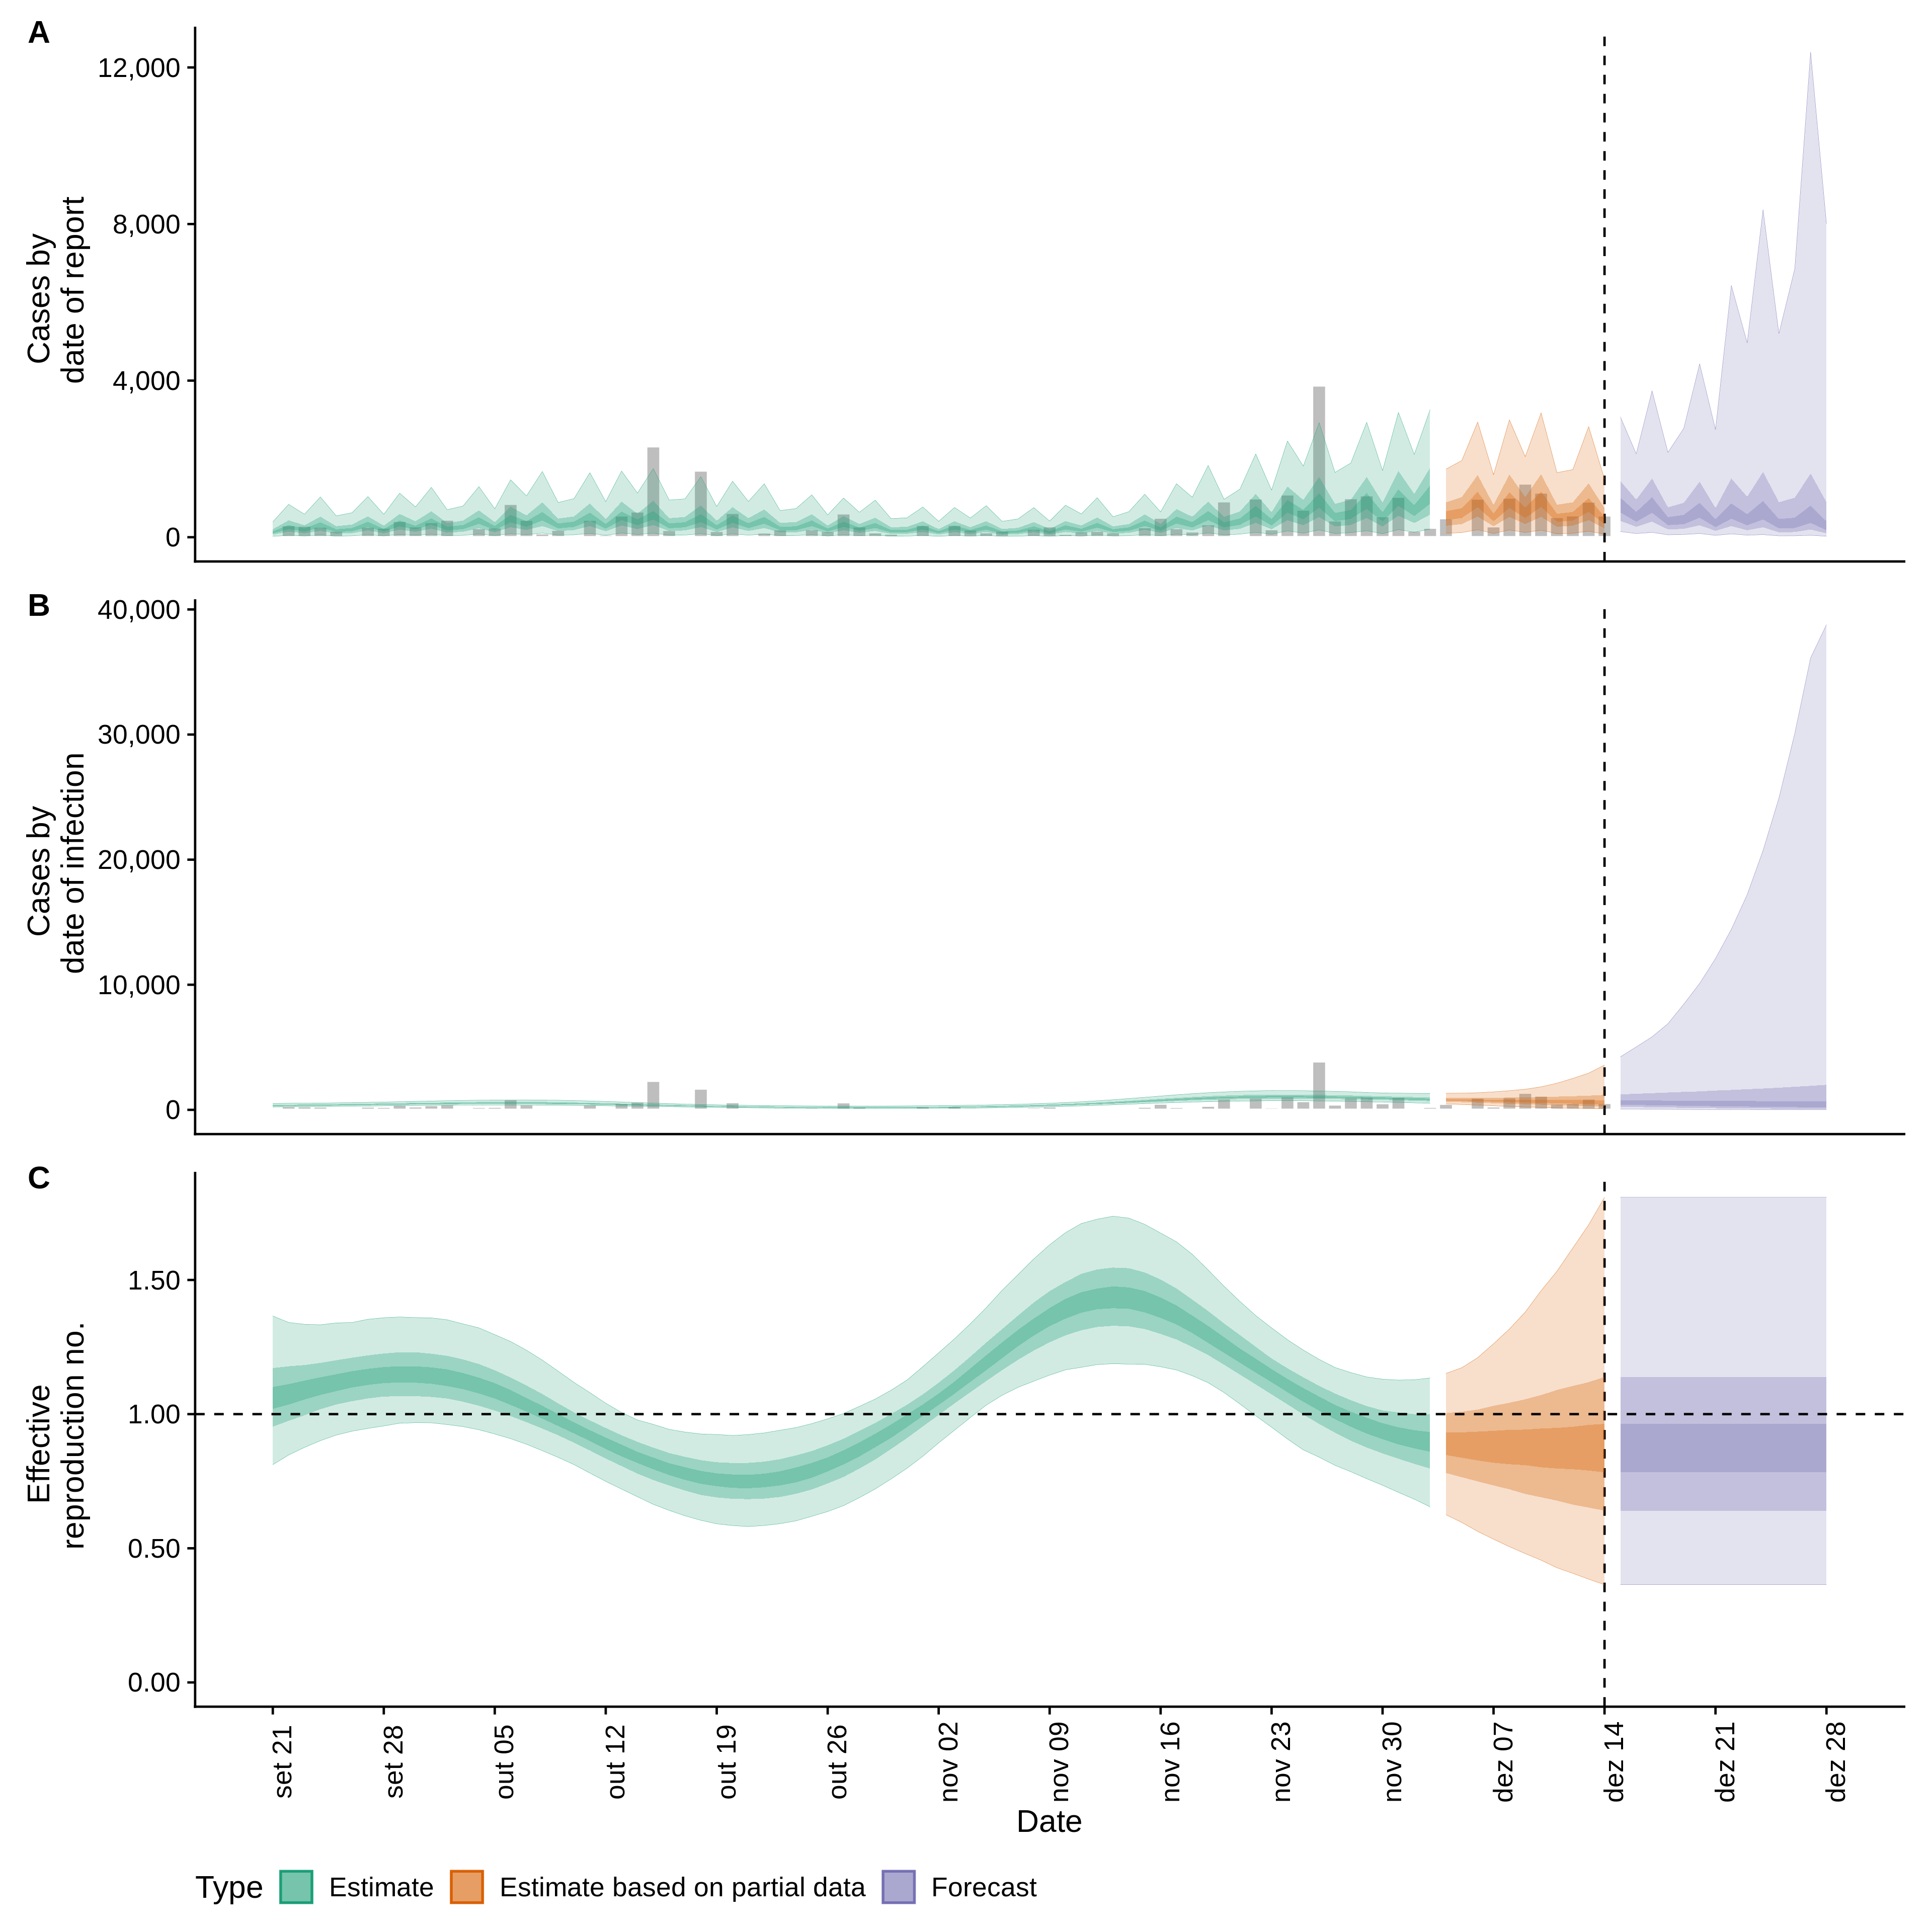 A
12,000
8,000
4,000
0
Cases by
date of report
B
40,000
30,000
20,000
10,000
0
Cases by
date of infection
C
1.50
1.00
0.50
0.00
Effective
reproduction no.
set 21
set 28
out 05
out 12
out 19
out 26
nov 02
nov 09
nov 16
nov 23
nov 30
dez 07
dez 14
dez 21
dez 28
Date
Type Estimate Estimate based on partial data Forecast